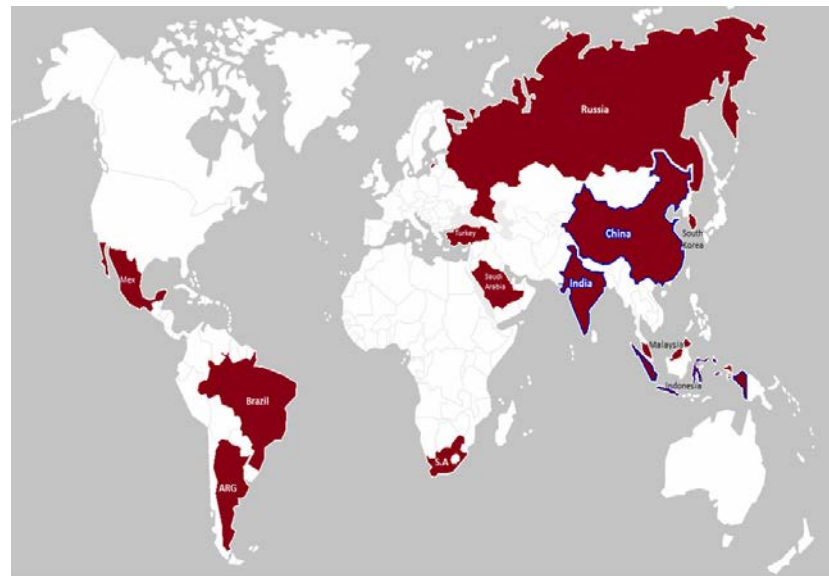 Russia
Turkey
China
South
Korea
Saudi
Arabia
India
Mex
Malaysia
Indonesia
Brazil
S.A
ARG